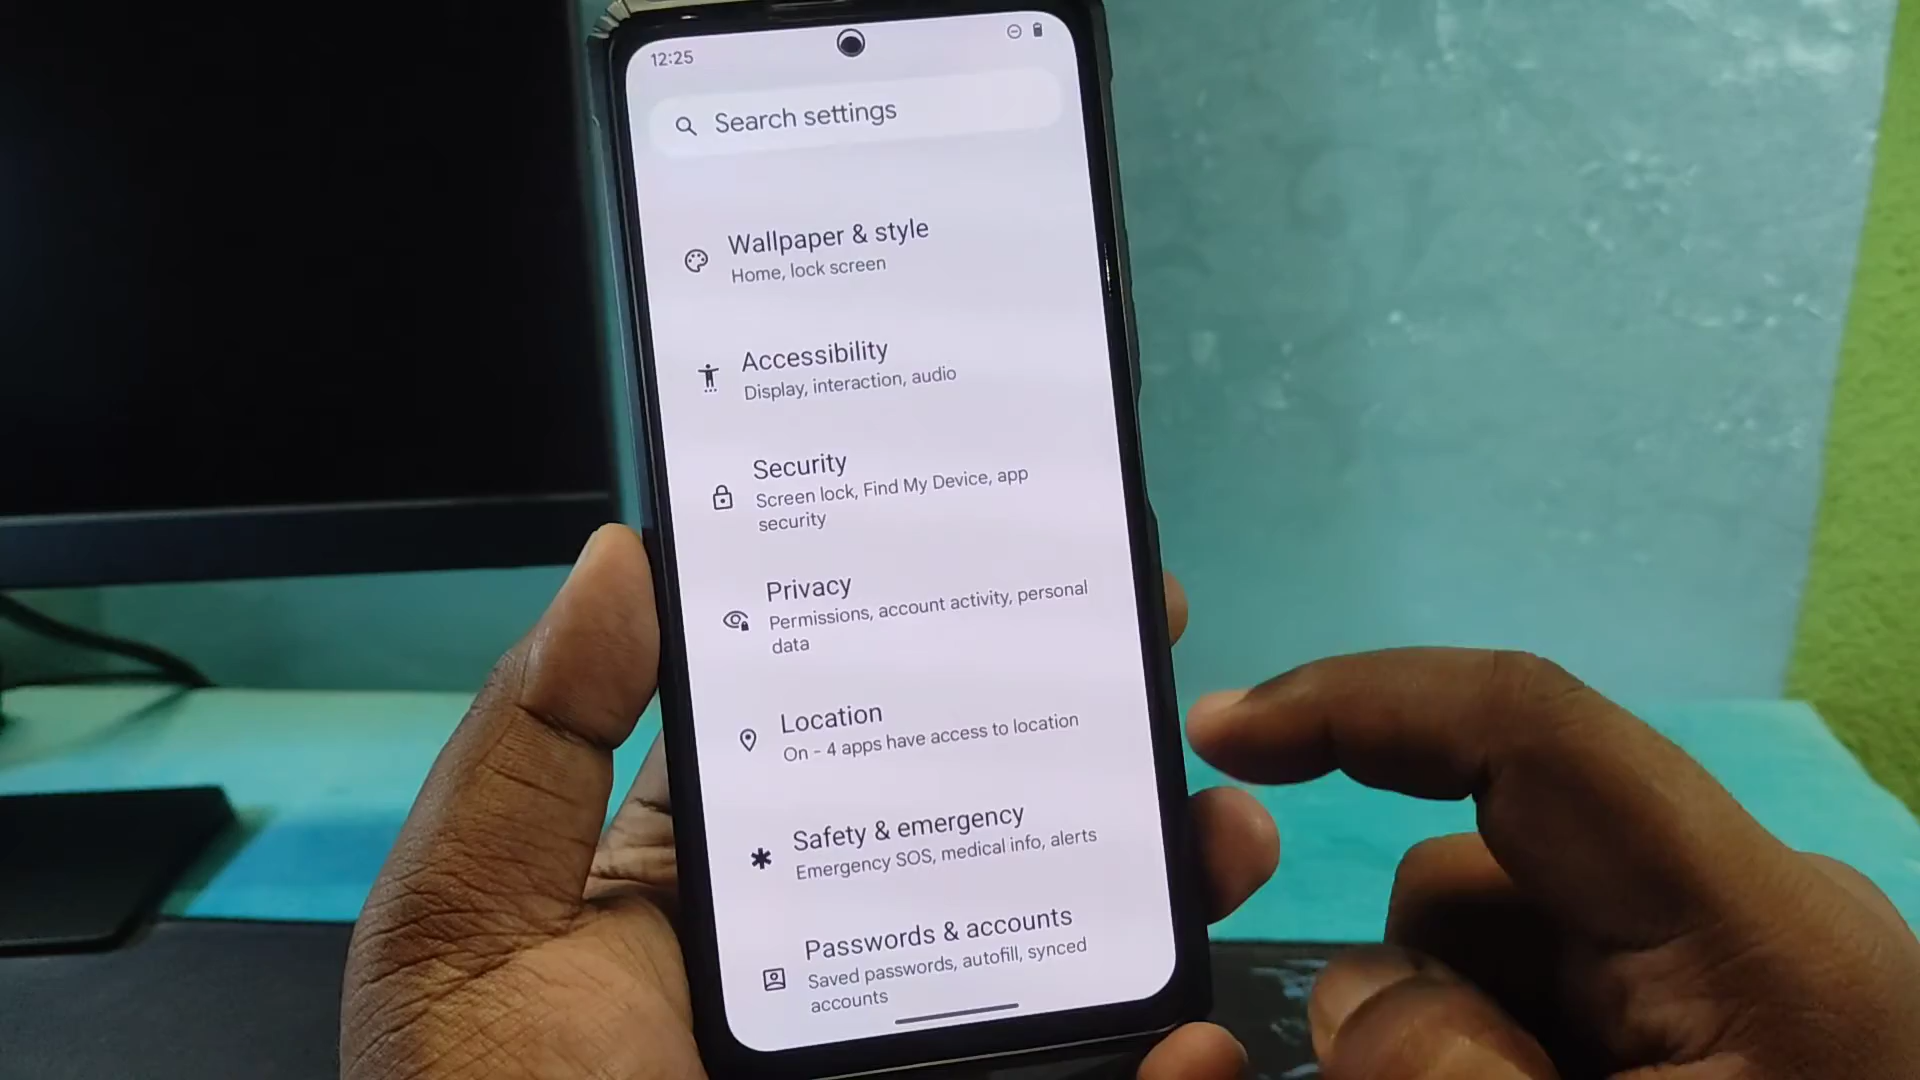 12:25
Search settings
Wallpaper & style
Home, lock screen
Accessibility
Display, interaction, audio
Security
Screen lock, Find My Device, app
security
Privacy
Permissions, account activity, personal
data
Location
On - 4 apps have access to location
Safety & emergency
Emergency SOS, medical info, alerts
Passwords & accounts
Saved passwords, autofill, synced
accounts